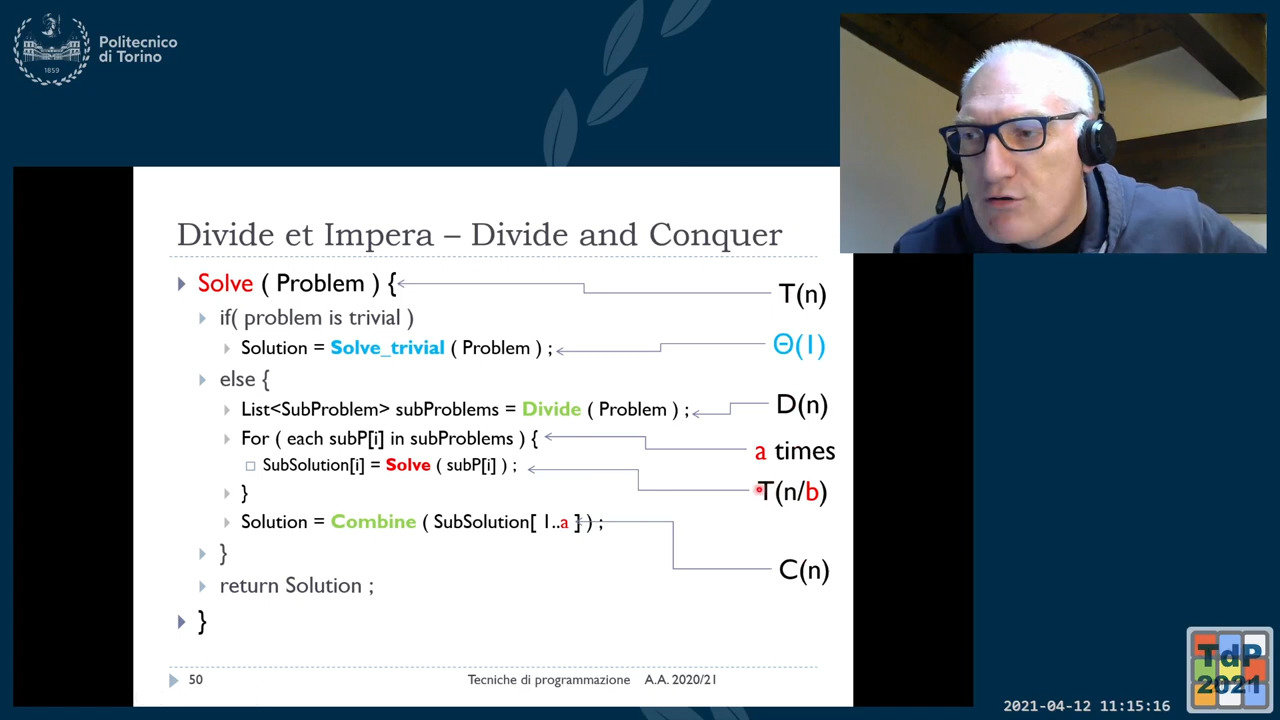 Politecnico
di Torino
1859
Divide et Impera – Divide and Conquer
Solve ( Problem ) {
T(n)
if( problem is trivial )
Solution = Solve_trivial ( Problem ) ;
Θ(1)
else {
List<SubProblem> subProblems = Divide ( Problem ) ;
D(n)
For ( each subP[i] in subProblems ) {
a times
SubSolution[i] = Solve ( subP[i] ) ;
T(n/b)
}
Solution = Combine ( SubSolution[ 1..a ] ) ;
C(n)
}
return Solution ;
}
50
Tecniche di programmazione A.A. 2020/21
TdP
2021
2021-04-12 11:15:16